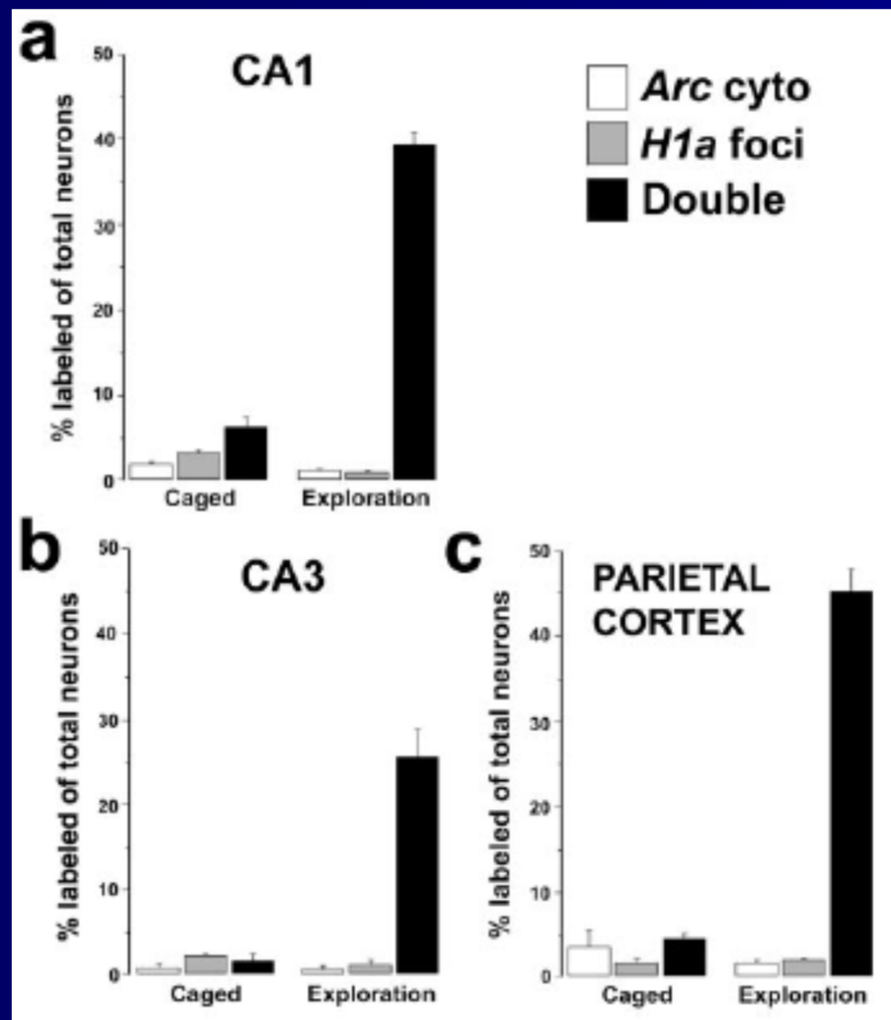 a
CA1
Arc cyto
H1a foci
Double
% labeled of total neurons
50
40
30
20
10
0
Caged Exploration
b
CA3
% labeled of total neurons
50
40
30
20
10
0
Caged Exploration
c
PARIETAL
CORTEX
% labeled of total neurons
50
40
30
20
10
0
Caged Exploration